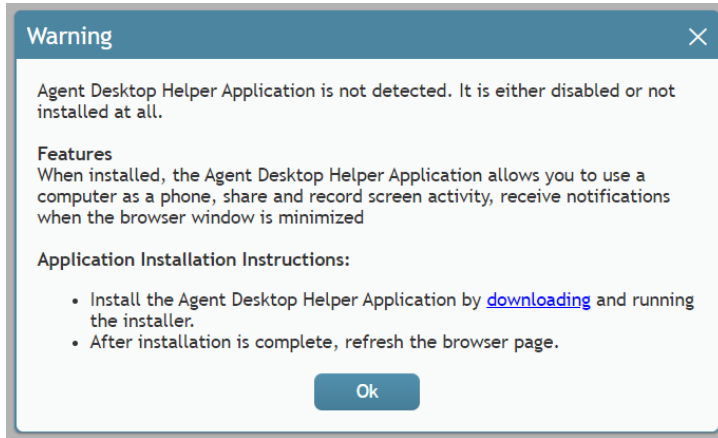 Warning
Agent Desktop Helper Application is not detected. It is either disabled or not
installed at all.
Features
When installed, the Agent Desktop Helper Application allows you to use a
computer as a phone, share and record screen activity, receive notifications
when the browser window is minimized
Application Installation Instructions:
• Install the Agent Desktop Helper Application by downloading and running
the installer.
• After installation is complete, refresh the browser page.
Ok